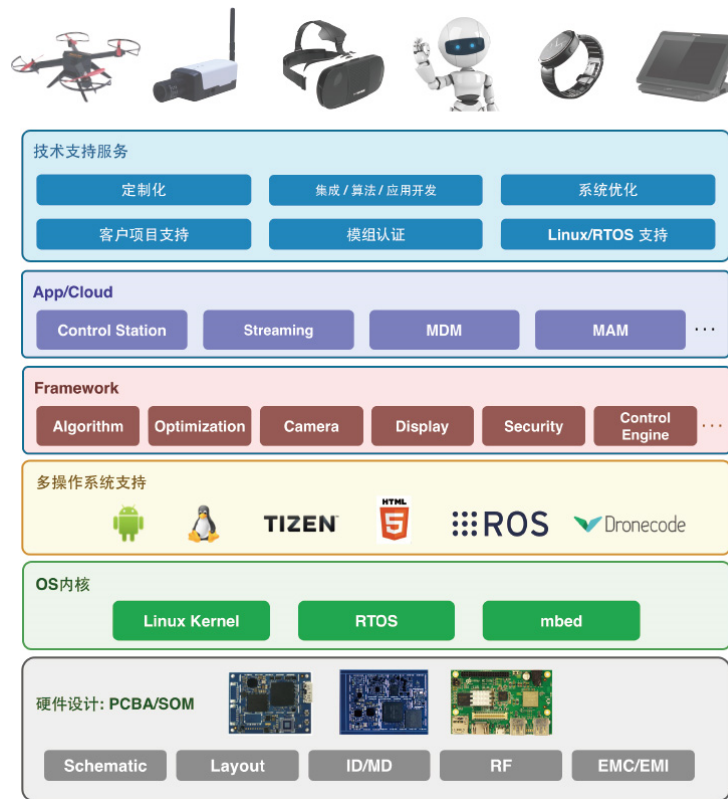 技术支持服务
定制化
集成 / 算法 / 应用开发
系统优化
客户项目支持
模组认证
Linux/RTOS 支持
App/Cloud
Control Station
Streaming
MDM
MAM
...
Framework
Algorithm
Optimization
Camera
Display
Security
Control
Engine
...
多操作系统支持
TIZEN™
HTML
5
ROS
Dronecode
OS内核
Linux Kernel
RTOS
mbed
硬件设计: PCBA/SOM
Schematic
Layout
ID/MD
RF
EMC/EMI